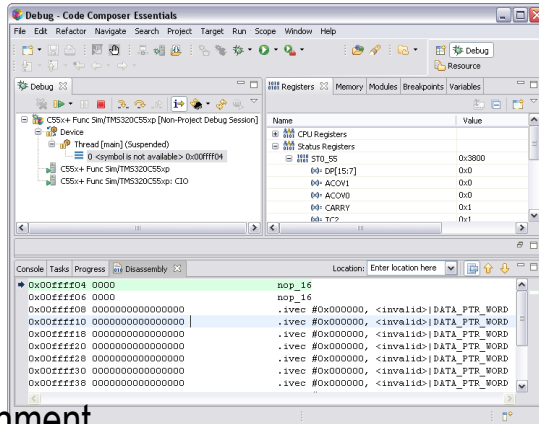 Debug - Code Composer Essentials
File Edit Refactor Navigate Search Project Target Run Scope Window Help
Debug
Resource
Debug
C55x+ Func Sim/TMS320C55xp [Non-Project Debug Session]
Device
Thread [main] (Suspended)
0 <symbol is not available> 0x00ffff04
C55x+ Func Sim/TMS320C55xp
C55x+ Func Sim/TMS320C55xp: CIO
Registers Memory Modules Breakpoints Variables
Name Value
CPU Registers
Status Registers
ST0_55 0x3800
DP[15:7] 0x0
ACOV1 0x0
ACOV0 0x0
CARRY 0x1
TC2 0x1
Console Tasks Progress Disassembly Location: Enter location here
0x00ffff04 0000 nop_16
0x00ffff06 0000 nop_16
0x00ffff08 0000000000000000 .ivec #0x000000, <invalid>|DATA_PTR_WORD
0x00ffff10 0000000000000000 .ivec #0x000000, <invalid>|DATA_PTR_WORD
0x00ffff18 0000000000000000 .ivec #0x000000, <invalid>|DATA_PTR_WORD
0x00ffff20 0000000000000000 .ivec #0x000000, <invalid>|DATA_PTR_WORD
0x00ffff28 0000000000000000 .ivec #0x000000, <invalid>|DATA_PTR_WORD
0x00ffff30 0000000000000000 .ivec #0x000000, <invalid>|DATA_PTR_WORD
0x00ffff38 0000000000000000 .ivec #0x000000, <invalid>|DATA_PTR_WORD